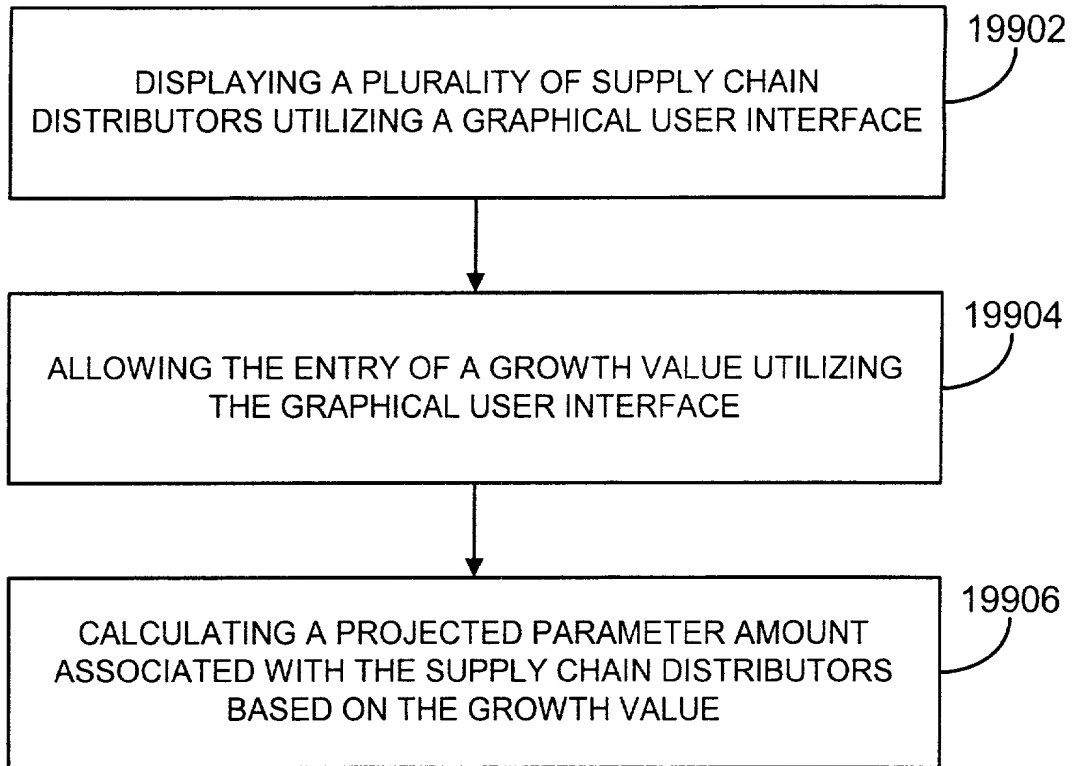 19902
DISPLAYING A PLURALITY OF SUPPLY CHAIN
DISTRIBUTORS UTILIZING A GRAPHICAL USER INTERFACE
19904
ALLOWING THE ENTRY OF A GROWTH VALUE UTILIZING
THE GRAPHICAL USER INTERFACE
19906
CALCULATING A PROJECTED PARAMETER AMOUNT
ASSOCIATED WITH THE SUPPLY CHAIN DISTRIBUTORS
BASED ON THE GROWTH VALUE